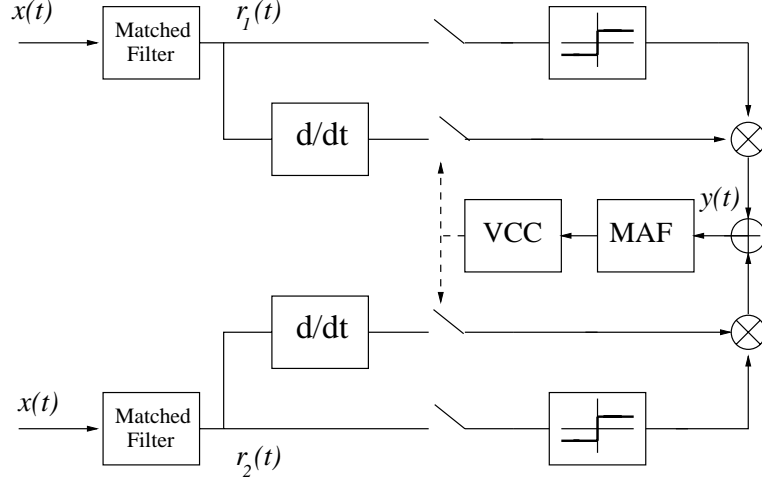 x(t)
Matched
Filter
r1(t)
d/dt
y(t)
VCC
MAF
d/dt
x(t)
Matched
Filter
r2(t)